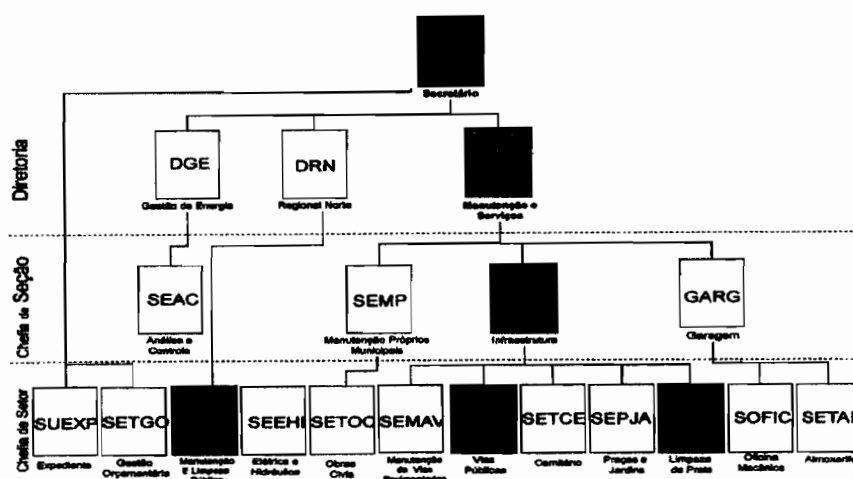 Secretário
Diretoria
DGE
DRN
Gestão de Energia
Regional Norte
Manutenção e
Serviços
Chefia de Seção
SEAC
SEMP
GARG
Análise e
Controle
Manutenção Próprios
Municipais
Infraestrutura
Garagem
Chefia de Setor
SUEXP
SETGO
SEEHI
SETOC
SEMAV
SETCE
SEPJA
SOFIC
SETAL
Expediente
Gestão
Orçamentária
Manutenção
E Limpeza
Elétrica e
Hidráulica
Obras
Civis
Manutenção
de Vias
Vias
Públicas
Cemitério
Praças e
Jardins
Limpeza
de Praia
Oficina
Mecânica
Almoxarife